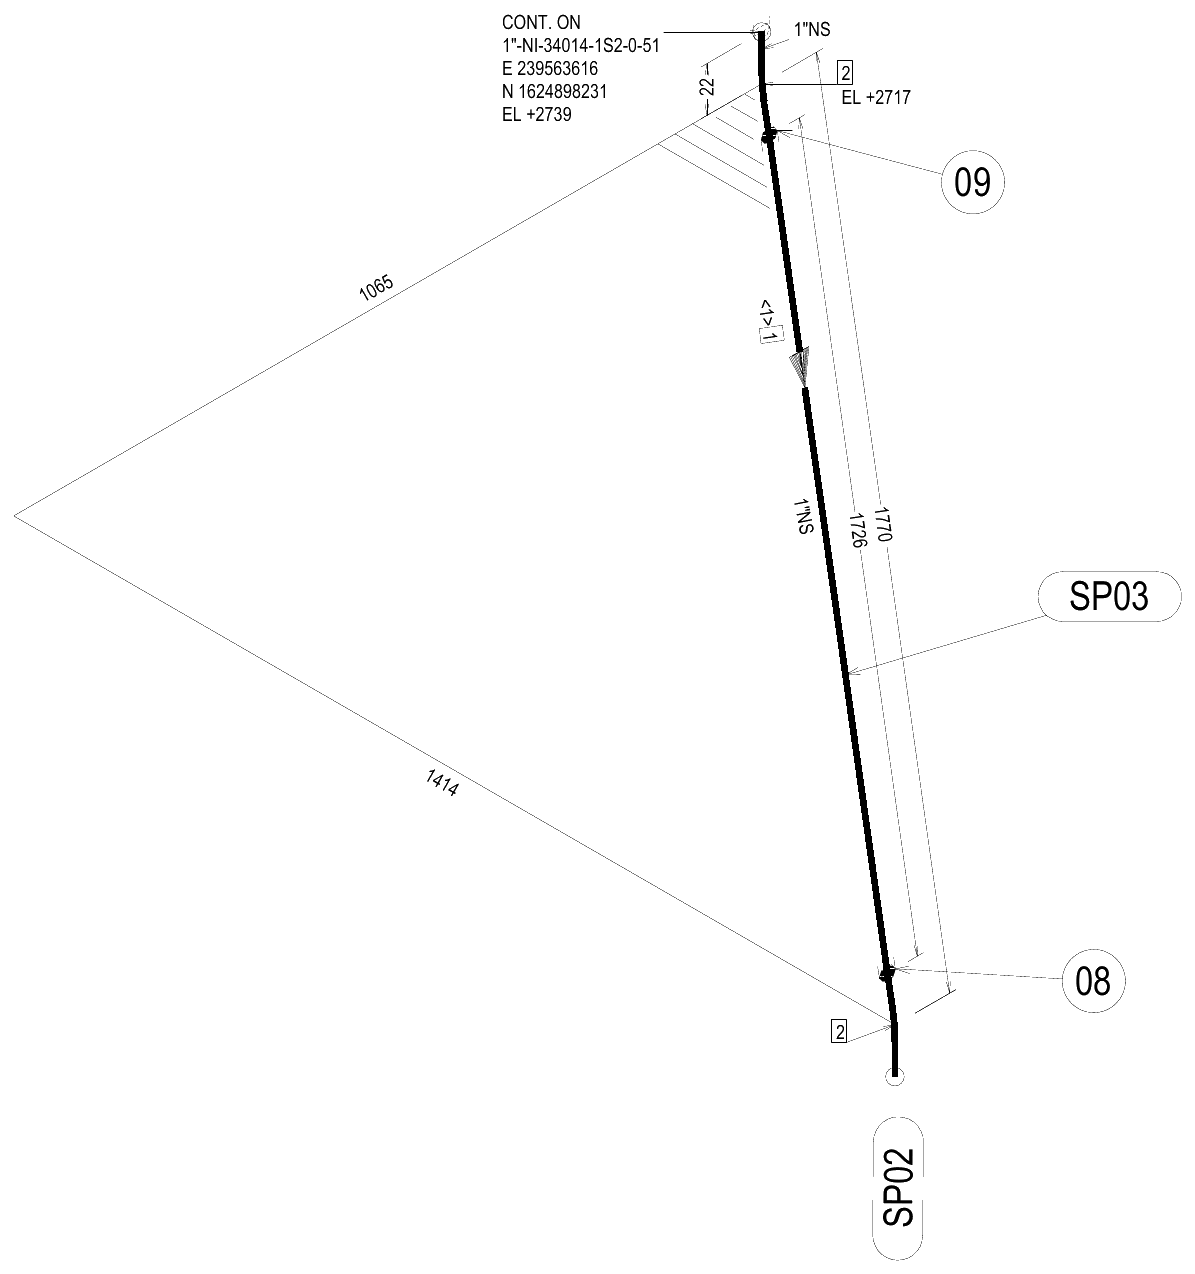 CONT. ON
1"-NI-34014-1S2-0-51
E 239563616
N 1624898231
EL +2739
1"NS
2
EL +2717
22
09
1065
<1> 1
1"NS
1726
1770
SP03
1414
08
2
SP02